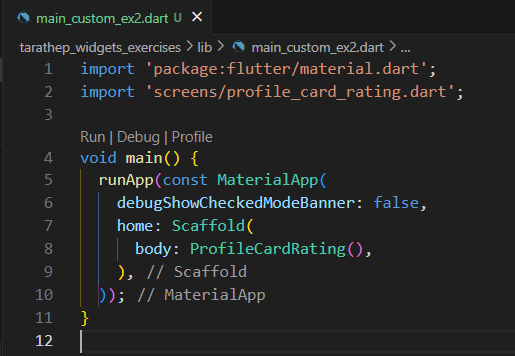 main_custom_ex2.dart U ×
tarathep_widgets_exercises > lib > main_custom_ex2.dart > ...
1 import 'package:flutter/material.dart';
2 import 'screens/profile_card_rating.dart';
3
Run | Debug | Profile
4 void main() {
5   runApp(const MaterialApp(
6     debugShowCheckedModeBanner: false,
7     home: Scaffold(
8       body: ProfileCardRating(),
9     ), // Scaffold
10   )); // MaterialApp
11 }
12